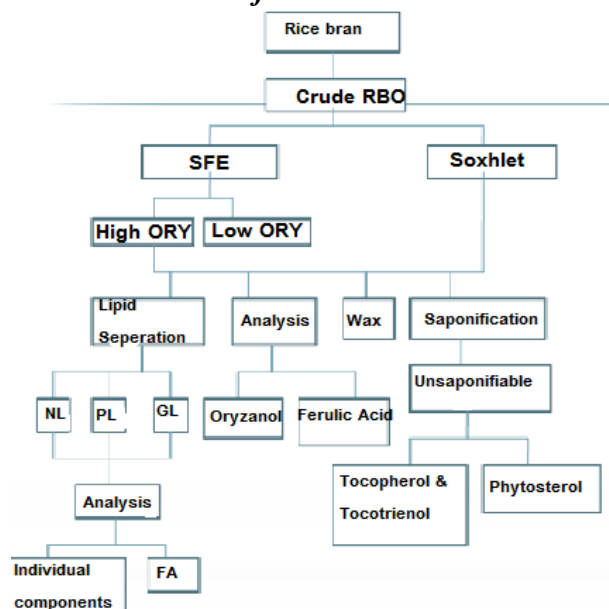 Rice bran
Crude RBO
SFE
Soxhlet
High ORY
Low ORY
Lipid
Seperation
Analysis
Wax
Saponification
Unsaponifiable
NL
PL
GL
Oryzanol
Ferulic Acid
Tocopherol &
Tocotrienol
Phytosterol
Analysis
Individual
components
FA